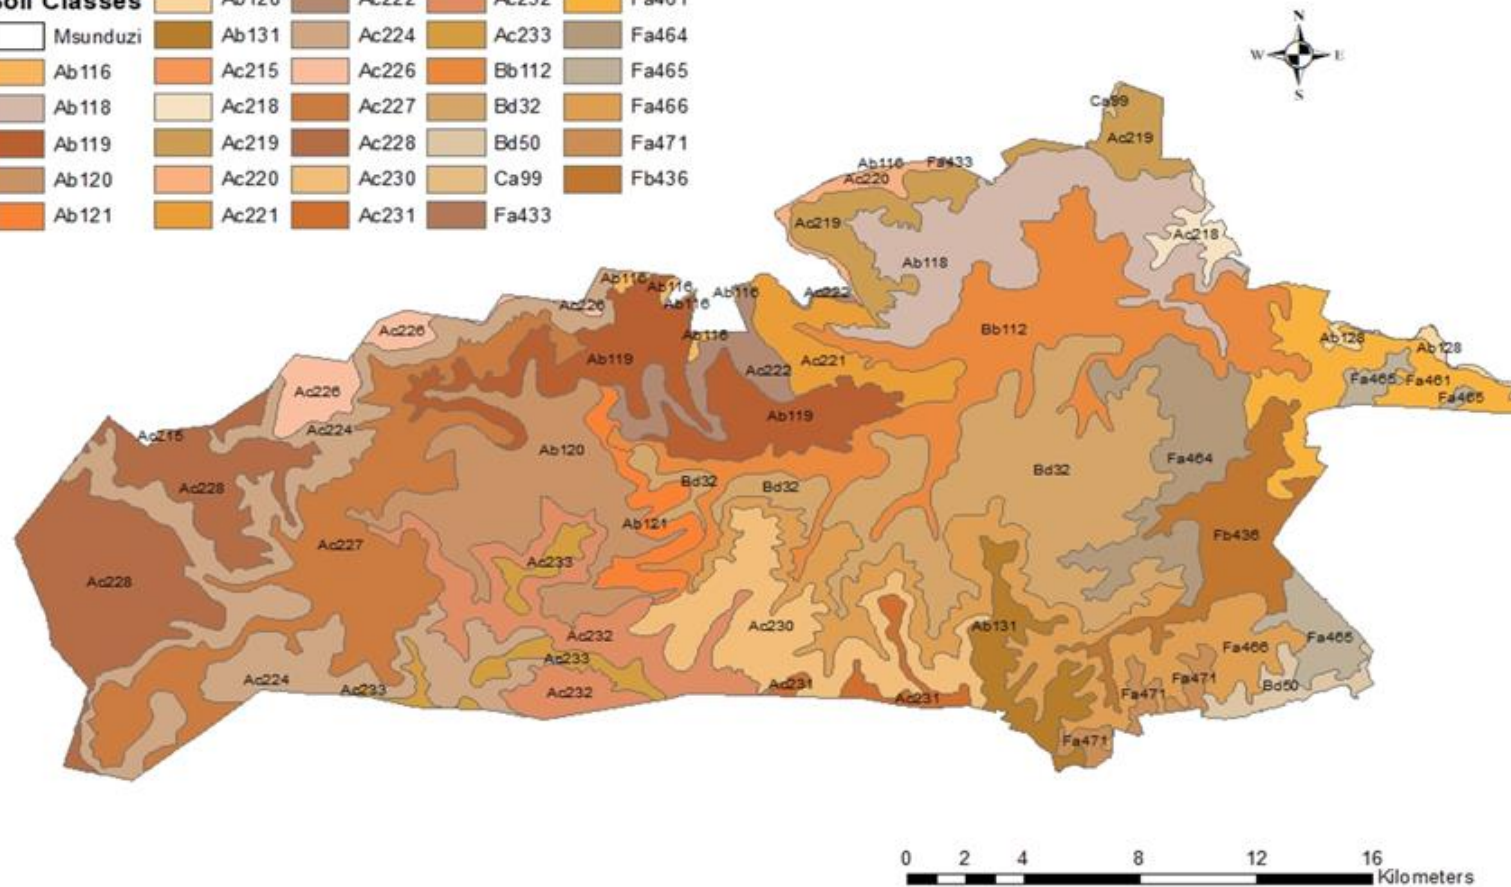 Soil Classes
Ab128 Ac222 Ac232 Fa461
Msunduzi Ab131 Ac224 Ac233 Fa464
Ab116 Ac215 Ac226 Bb112 Fa465
Ab118 Ac218 Ac227 Bd32 Fa466
Ab119 Ac219 Ac228 Bd50 Fa471
Ab120 Ac220 Ac230 Ca99 Fb436
Ab121 Ac221 Ac231 Fa433
N
W E
S
Ca99
Ac219
Ab116 Fa433
Ac220
Ac219
Ac218
Ab118
Ab116 Ab116 Ab116 Ac222
Ac226 Ab116
Ac226 Bb112
Ab116 Ab128 Ab128
Ab119 Ac221
Ac222 Fa465 Fa461
Ac226 Fa465
Ab119
Ac215 Ac224
Ab120
Fa464
Bd32
Ac228 Bd32 Bd32
Ab121
Fb436
Ac227
Ac233
Ac228
Ac230 Ab131
Ac232 Fa465
Fa466
Ac233
Ac224 Ac231 Fa471 Bd50
Ac233 Ac232 Ac231 Fa471
Fa471
0 2 4 8 12 16
Kilometers